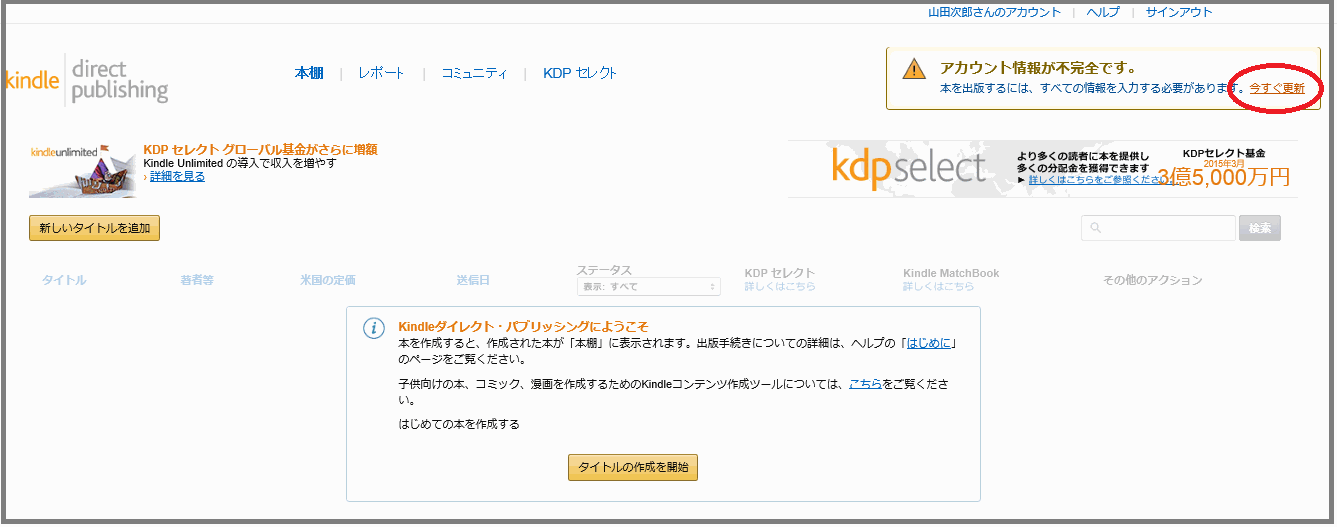 山田次郎さんのアカウント | ヘルプ | サインアウト
kindle direct publishing
本棚 | レポート | コミュニティ | KDP セレクト
アカウント情報が不完全です。
本を出版するには、すべての情報を入力する必要があります。今すぐ更新
kindleunlimited
KDP セレクト グローバル基金がさらに増額
Kindle Unlimited の導入で収入を増やす
› 詳細を見る
kdpselect
より多くの読者に本を提供し
多くの分配金を獲得できます
► 詳しくはこちらをご参照ください。
KDPセレクト基金
2015年3月
3億5,000万円
新しいタイトルを追加
検索
タイトル 著者等 米国の定価 送信日 ステータス KDP セレクト Kindle MatchBook その他のアクション
表示: すべて 詳しくはこちら 詳しくはこちら
Kindleダイレクト・パブリッシングにようこそ
本を作成すると、作成された本が「本棚」に表示されます。出版手続きについての詳細は、ヘルプの「はじめに」
のページをご覧ください。
子供向けの本、コミック、漫画を作成するためのKindleコンテンツ作成ツールについては、こちらをご覧くださ
い。
はじめての本を作成する
タイトルの作成を開始